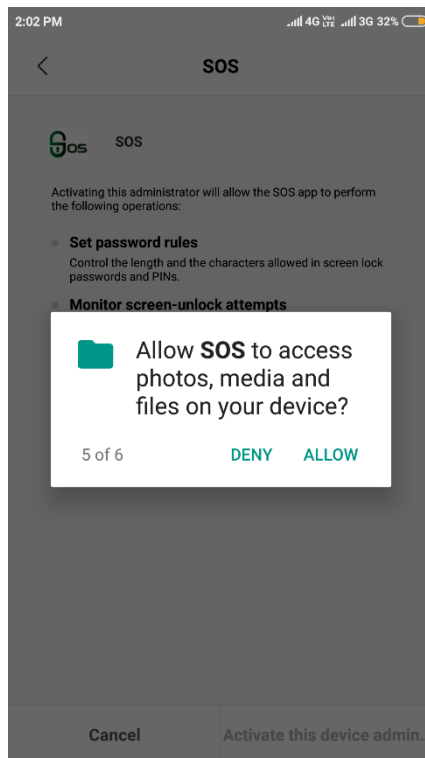 2:02 PM 4G VoLTE 3G 32%
SOS
SOS SOS
Activating this administrator will allow the SOS app to perform
the following operations:
Set password rules
Control the length and the characters allowed in screen lock
passwords and PINs.
Monitor screen-unlock attempts
Allow SOS to access
photos, media and
files on your device?
5 of 6 DENY ALLOW
Cancel Activate this device admin.